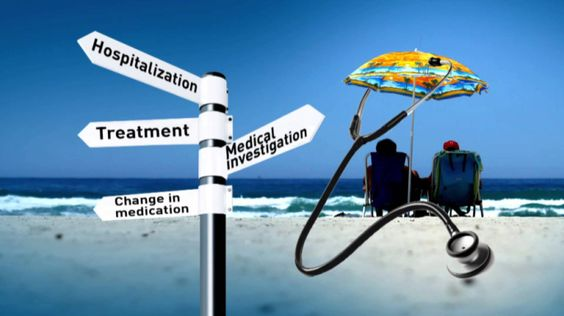 Hospitalization
Treatment
Medical
investigation
Change in
medication